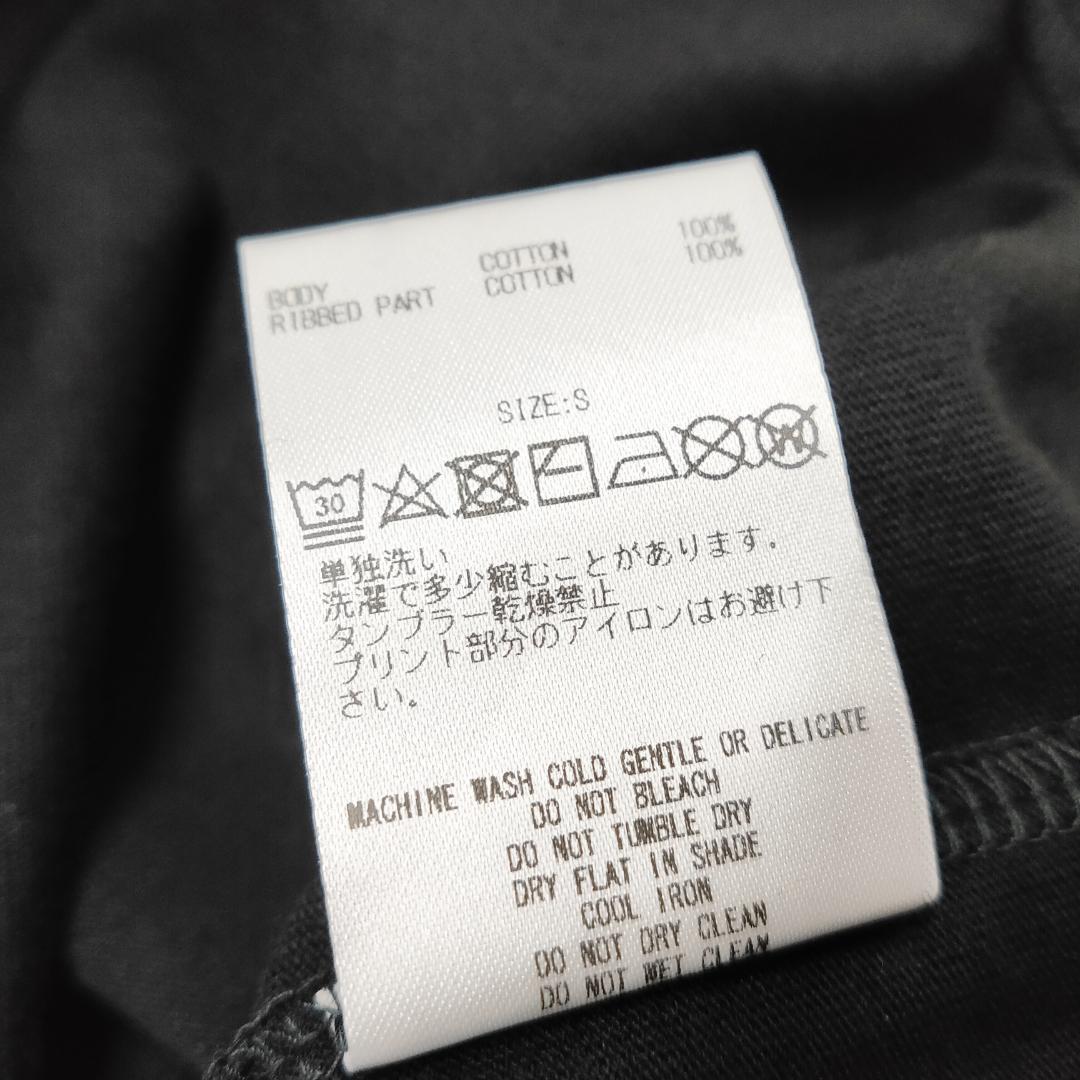 BODY COTTON 100%
RIBBED PART COTTON 100%
SIZE:S
30
W
単独洗い
洗濯で多少縮むことがあります。
タンブラー乾燥禁止
プリント部分のアイロンはお避け下
さい。
MACHINE WASH COLD GENTLE OR DELICATE
DO NOT BLEACH
DO NOT TUMBLE DRY
DRY FLAT IN SHADE
COOL IRON
DO NOT DRY CLEAN
DO NOT WET CLEAN